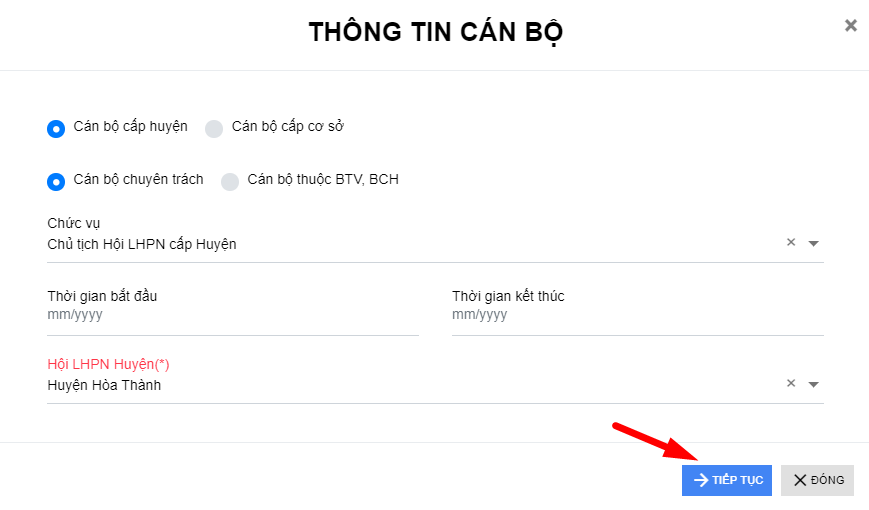 THÔNG TIN CÁN BỘ
Cán bộ cấp huyện Cán bộ cấp cơ sở
Cán bộ chuyên trách Cán bộ thuộc BTV, BCH
Chức vụ
Chủ tịch Hội LHPN cấp Huyện
Thời gian bắt đầu Thời gian kết thúc
mm/yyyy mm/yyyy
Hội LHPN Huyện(*)
Huyện Hòa Thành
TIẾP TỤC ĐÓNG